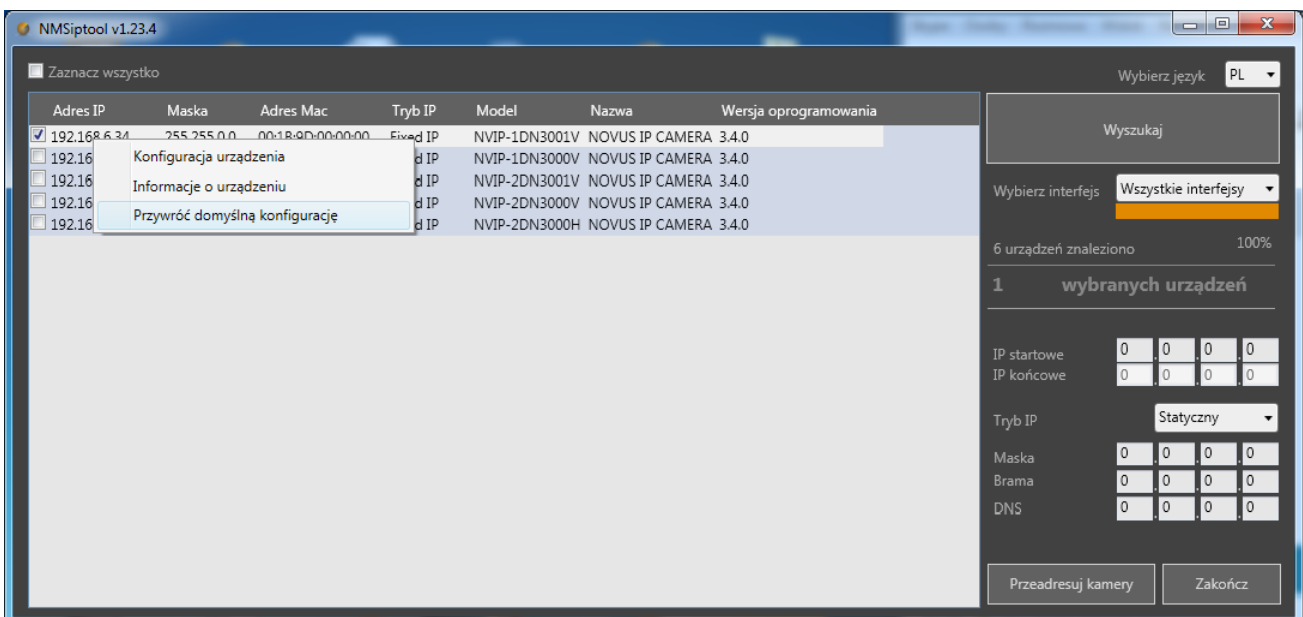 NMSiptool v1.23.4
Zaznacz wszystko
Wybierz język PL
Adres IP Maska Adres Mac Tryb IP Model Nazwa Wersja oprogramowania
192.168.6.34 255.255.0.0 00:1B:9D:00:00:00 Fixed IP NVIP-1DN3001V NOVUS IP CAMERA 3.4.0
192.16 d IP NVIP-1DN3000V NOVUS IP CAMERA 3.4.0
192.16 d IP NVIP-2DN3001V NOVUS IP CAMERA 3.4.0
192.16 d IP NVIP-2DN3000V NOVUS IP CAMERA 3.4.0
192.16 d IP NVIP-2DN3000H NOVUS IP CAMERA 3.4.0
Konfiguracja urządzenia
Informacje o urządzeniu
Przywróć domyślną konfigurację
Wyszukaj
Wybierz interfejs Wszystkie interfejsy
6 urządzeń znaleziono 100%
1 wybranych urządzeń
IP startowe 0 . 0 . 0 . 0
IP końcowe 0 . 0 . 0 . 0
Tryb IP Statyczny
Maska 0 . 0 . 0 . 0
Brama 0 . 0 . 0 . 0
DNS 0 . 0 . 0 . 0
Przeadresuj kamery Zakończ